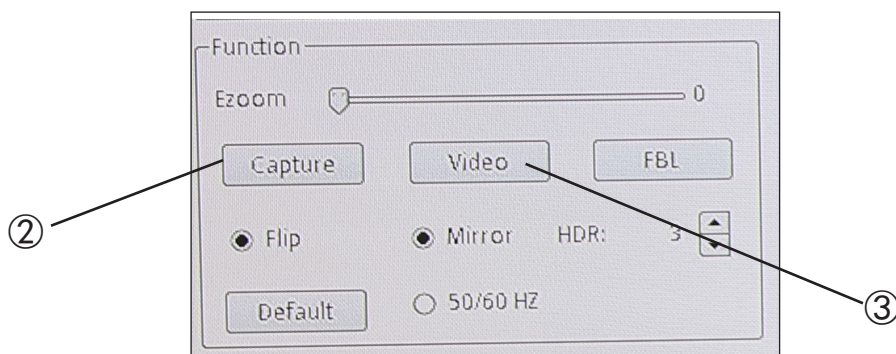 Function
Ezoom 0
Capture Video FBL
② Flip Mirror HDR: 3
Default 50/60 HZ ③